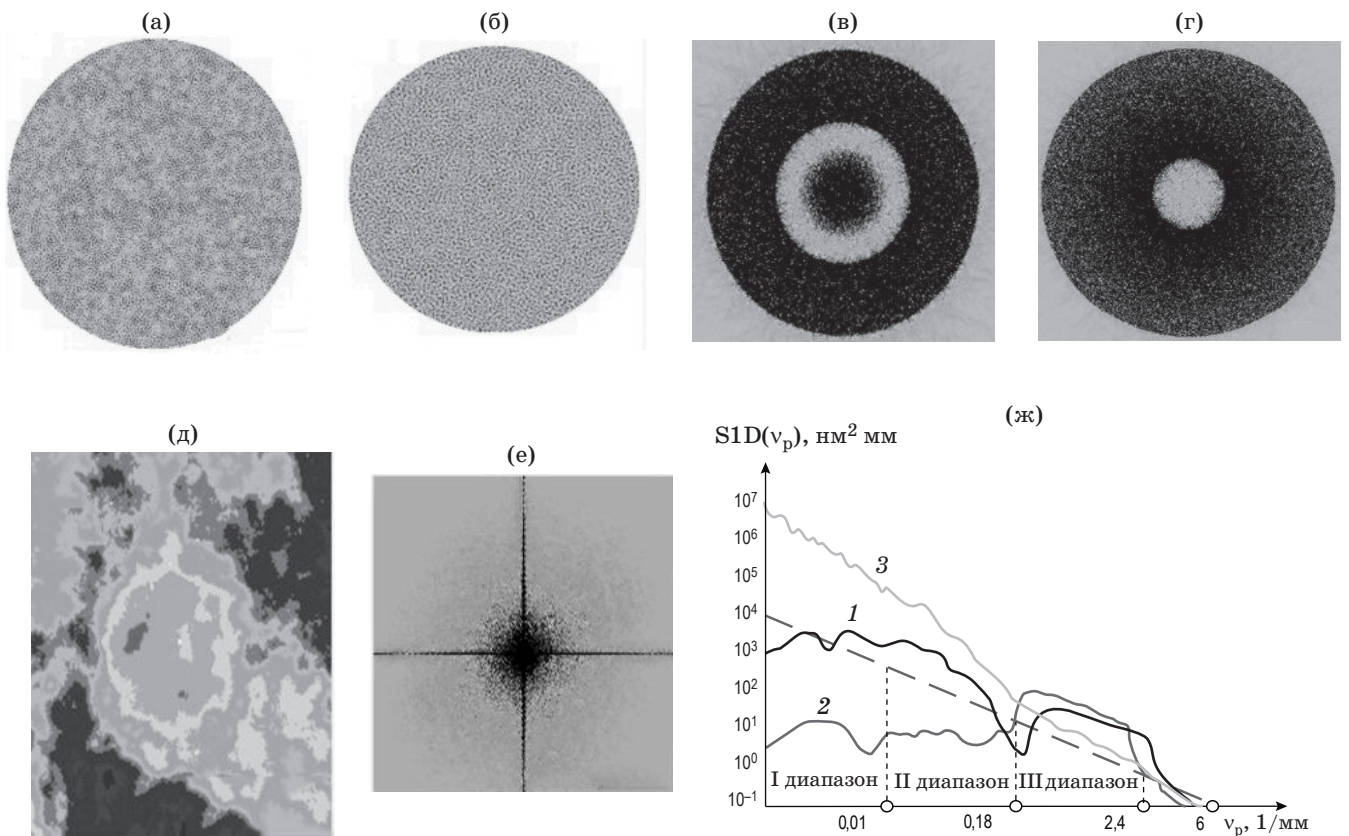 (а)
(б)
(в)
(г)
(д)
(е)
(ж)
S1D(νp), нм² мм
10⁷
10⁶
10⁵
10⁴
10³
10²
10¹
10⁰
10⁻¹
3
1
2
I диапазон
II диапазон
III диапазон
0,01
0,18
2,4
6
νp, 1/мм